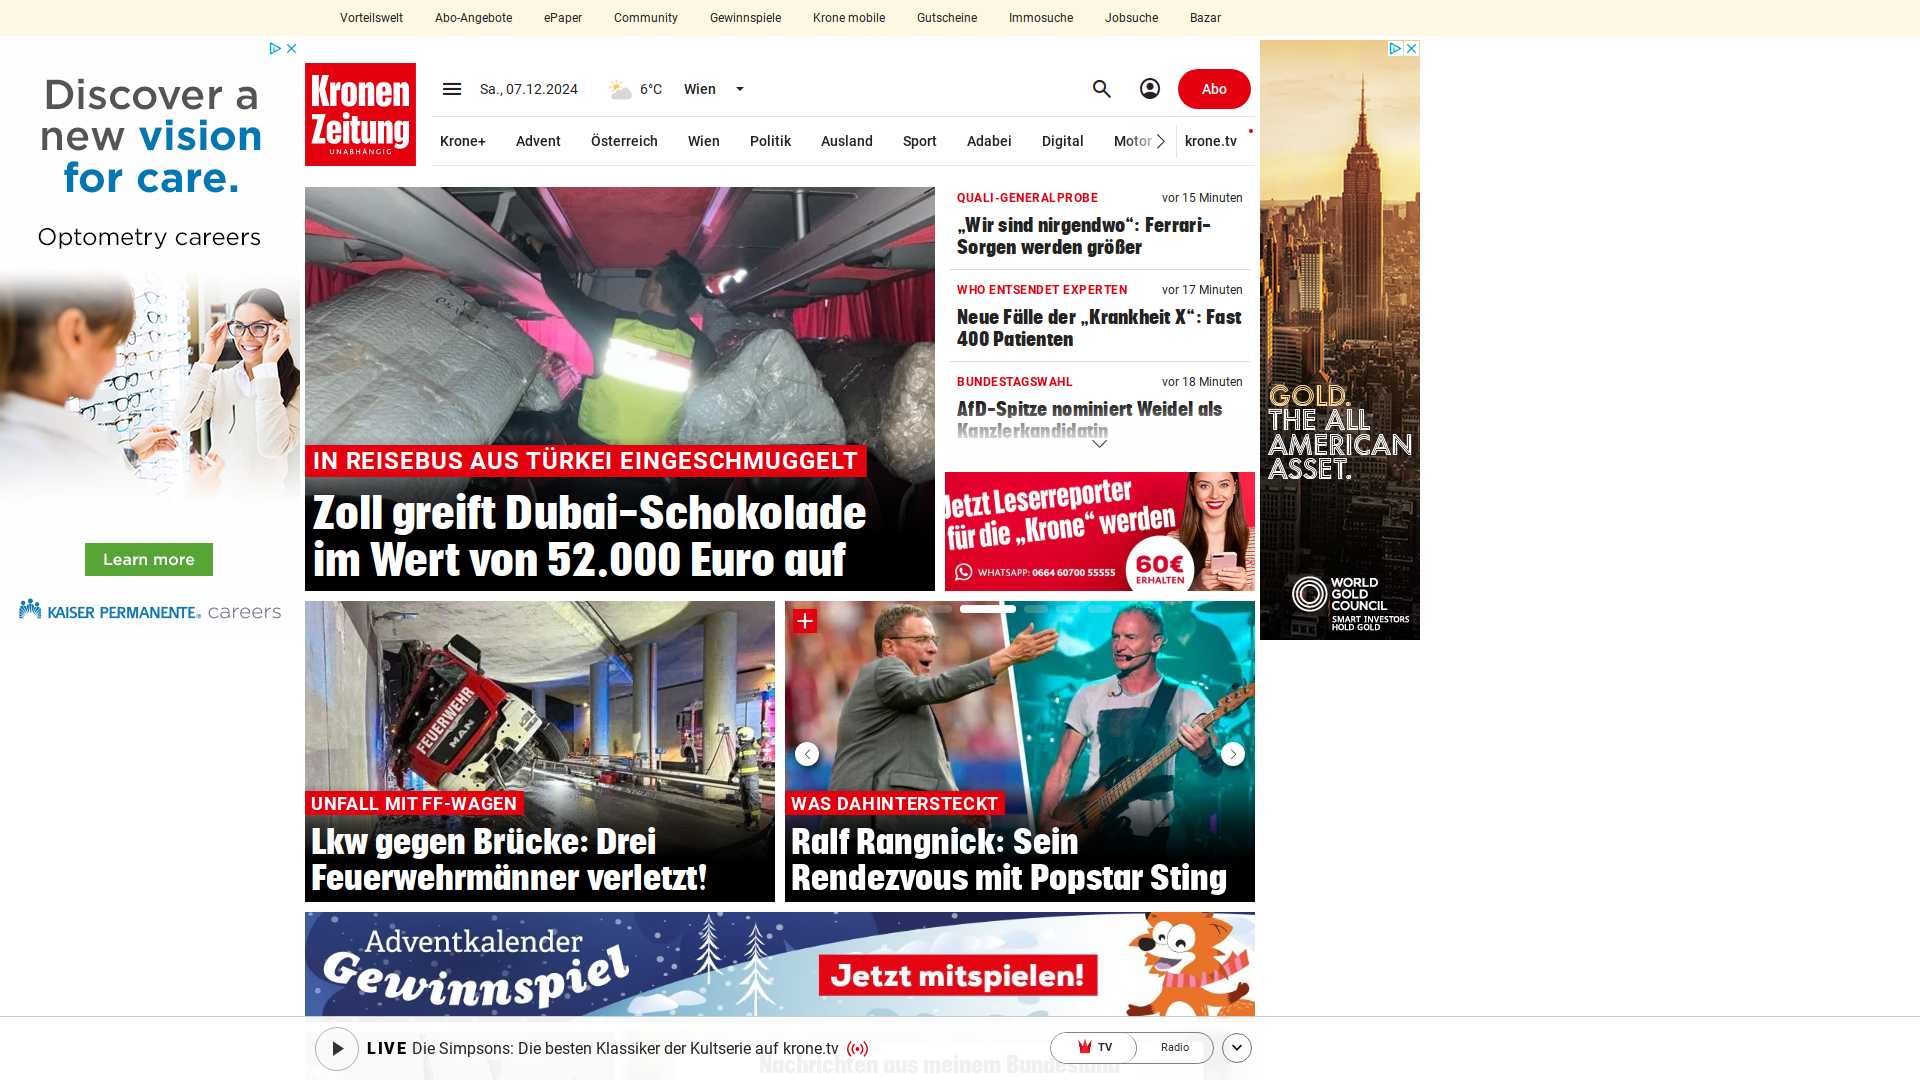 Vorteilswelt Abo-Angebote ePaper Community Gewinnspiele Krone mobile Gutscheine Immosuche Jobsuche Bazar
Discover a
new vision
for care.
Optometry careers
Learn more
KAISER PERMANENTE® careers
Kronen
Zeitung
UNABHÄNGIG
Sa., 07.12.2024
6°C
Wien
Abo
Krone+ Advent Österreich Wien Politik Ausland Sport Adabei Digital Motor krone.tv
IN REISEBUS AUS TÜRKEI EINGESCHMUGGELT
Zoll greift Dubai-Schokolade
im Wert von 52.000 Euro auf
QUALI-GENERALPROBE vor 15 Minuten
„Wir sind nirgendwo“: Ferrari-
Sorgen werden größer
WHO ENTSENDET EXPERTEN vor 17 Minuten
Neue Fälle der „Krankheit X“: Fast
400 Patienten
BUNDESTAGSWAHL vor 18 Minuten
AfD-Spitze nominiert Weidel als
Kanzlerkandidatin
Jetzt Leserreporter
für die „Krone“ werden
WHATSAPP: 0664 60700 55555
60€
ERHALTEN
GOLD.
THE ALL
AMERICAN
ASSET.
WORLD
GOLD
COUNCIL
SMART INVESTORS
HOLD GOLD
FEUERWEHR
MAN
UNFALL MIT FF-WAGEN
Lkw gegen Brücke: Drei
Feuerwehrmänner verletzt!
WAS DAHINTERSTECKT
Ralf Rangnick: Sein
Rendezvous mit Popstar Sting
Adventkalender
Gewinnspiel
Jetzt mitspielen!
LIVE Die Simpsons: Die besten Klassiker der Kultserie auf krone.tv
TV
Radio
Nachrichten aus meinem Bundesland